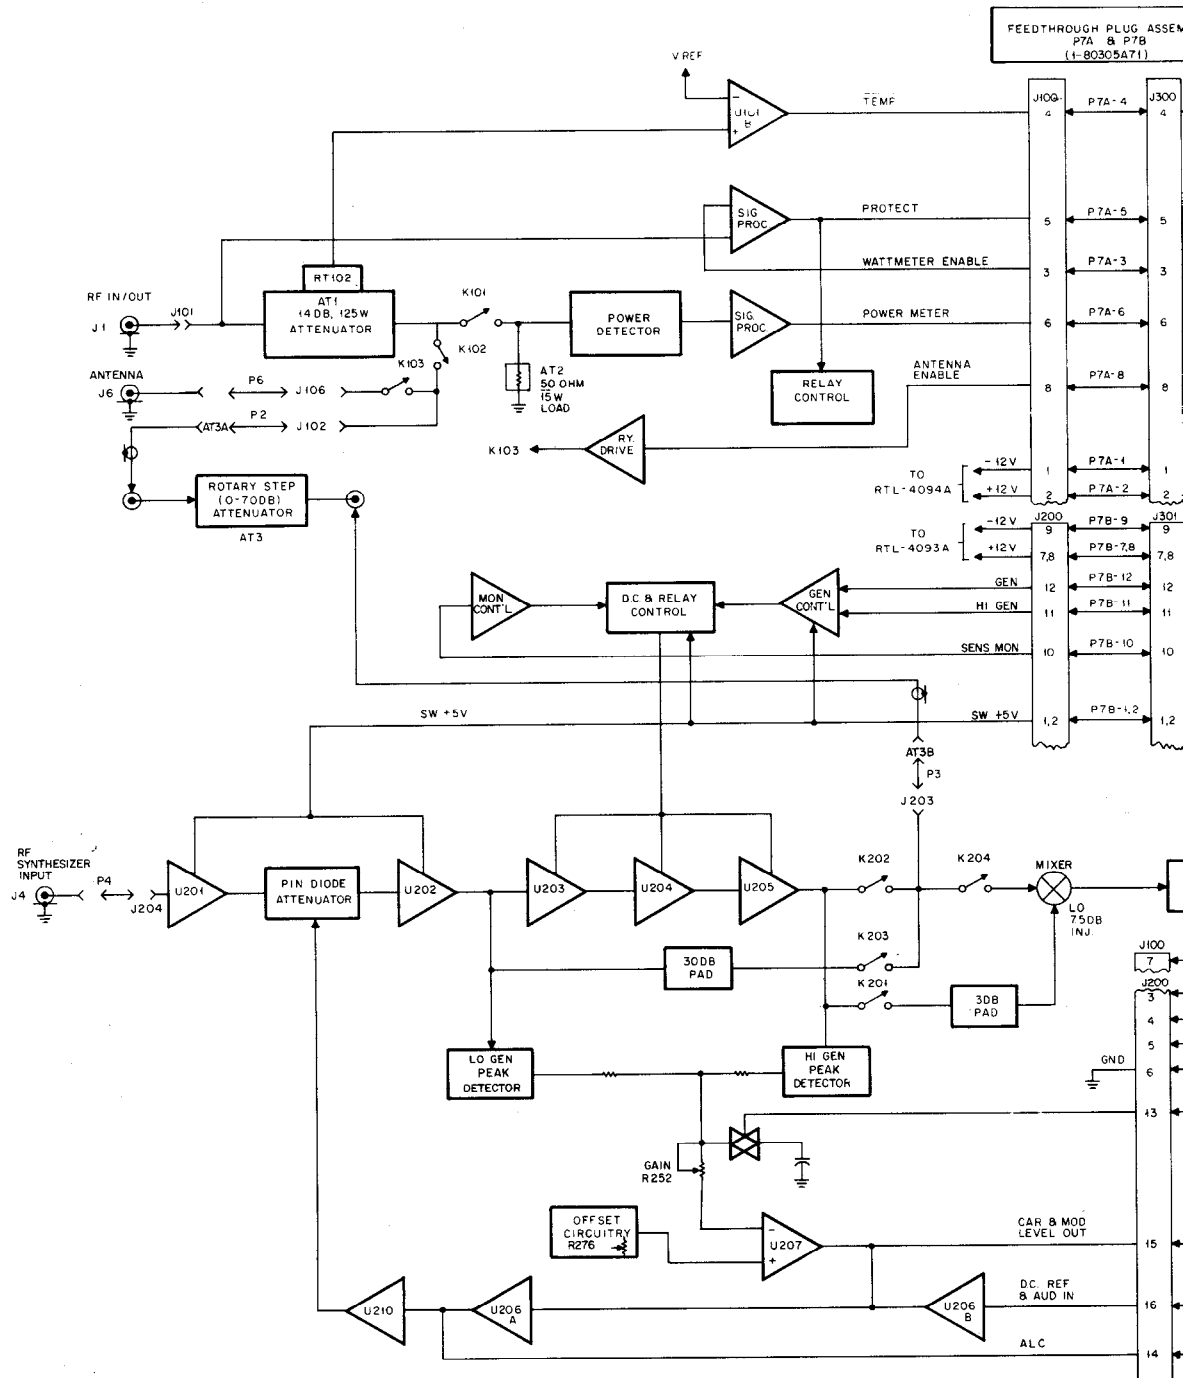 FEEDTHROUGH PLUG ASSEM
P7A & P7B
(1-80305A71)
V REF
J100
P7A-4
J300
TEMP
U101
B
-
+
4
4
SIG
PROC
PROTECT
5
P7A-5
5
WATTMETER ENABLE
3
P7A-3
3
RT102
RF IN/OUT
J1
J101
AT1
14DB, 125W
ATTENUATOR
K101
K102
POWER
DETECTOR
SIG.
PROC
POWER METER
6
P7A-6
6
ANTENNA
J6
P6
J106
K103
AT2
50 OHM
15W
LOAD
RELAY
CONTROL
ANTENNA
ENABLE
8
P7A-8
8
AT3A
P2
J102
K103
RY.
DRIVE
TO
RTL-4094A
-12V
1
P7A-1
1
+12V
2
P7A-2
2
ROTARY STEP
(0-70DB)
ATTENUATOR
AT3
J200
J301
TO
RTL-4093A
-12V
9
P7B-9
9
+12V
7,8
P7B-7,8
7,8
MON
CONT'L
D.C. & RELAY
CONTROL
GEN
CONT'L
GEN
12
P7B-12
12
HI GEN
11
P7B-11
11
SENS MON
10
P7B-10
10
SW +5V
SW +5V
1,2
P7B-1,2
1,2
AT3B
P3
J203
RF
SYNTHESIZER
INPUT
J4
P4
J204
U201
PIN DIODE
ATTENUATOR
U202
U203
U204
U205
K202
K204
MIXER
LO
7.5DB
INJ.
30DB
PAD
K203
K201
3DB
PAD
J100
7
J200
3
4
5
GND
6
13
LO GEN
PEAK
DETECTOR
HI GEN
PEAK
DETECTOR
GAIN
R252
OFFSET
CIRCUITRY
R276
-
+
U207
CAR & MOD
LEVEL OUT
15
U210
U206
A
U206
B
D.C. REF
& AUD IN
16
ALC
14